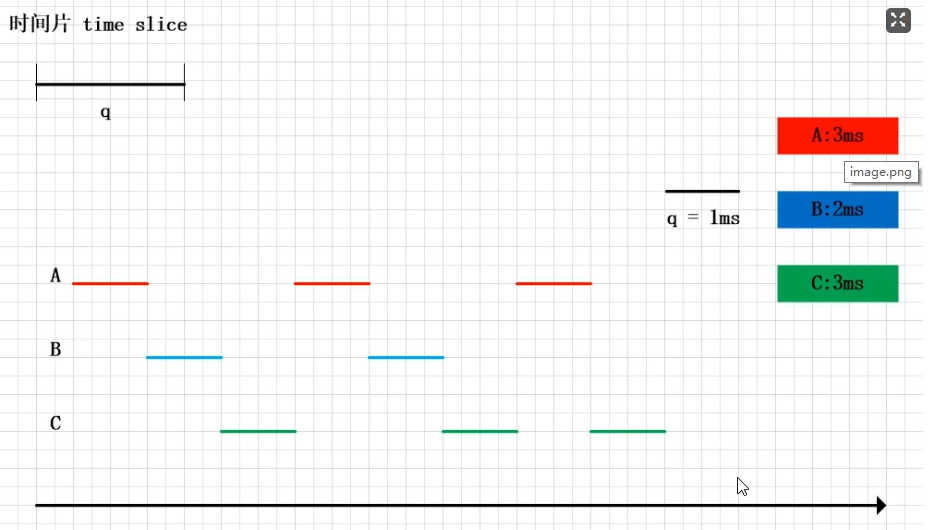 时间片 time slice
q
A:3ms
image.png
B:2ms
q = 1ms
A
C:3ms
B
C